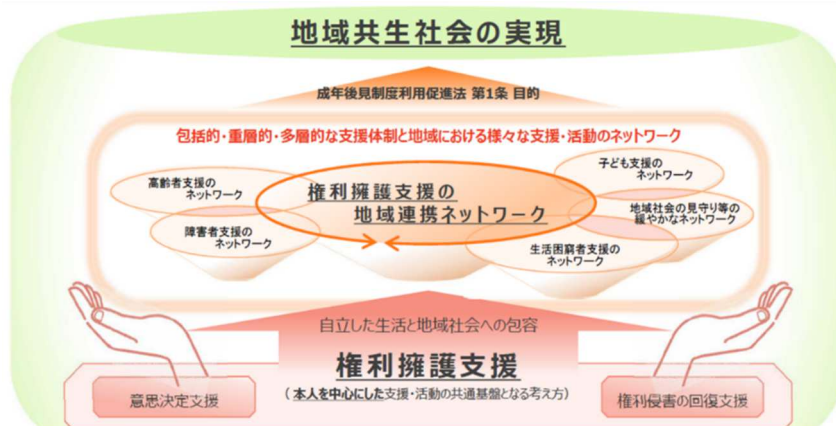 地域共生社会の実現
成年後見制度利用促進法 第1条 目的
包括的・重層的・多層的な支援体制と地域における様々な支援・活動のネットワーク
高齢者支援の
ネットワーク
障害者支援の
ネットワーク
権利擁護支援の
地域連携ネットワーク
子ども支援の
ネットワーク
地域社会の見守り等の
緩やかなネットワーク
生活困窮者支援の
ネットワーク
自立した生活と地域社会への包容
権利擁護支援
（本人を中心にした支援・活動の共通基盤となる考え方）
意思決定支援
権利侵害の回復支援